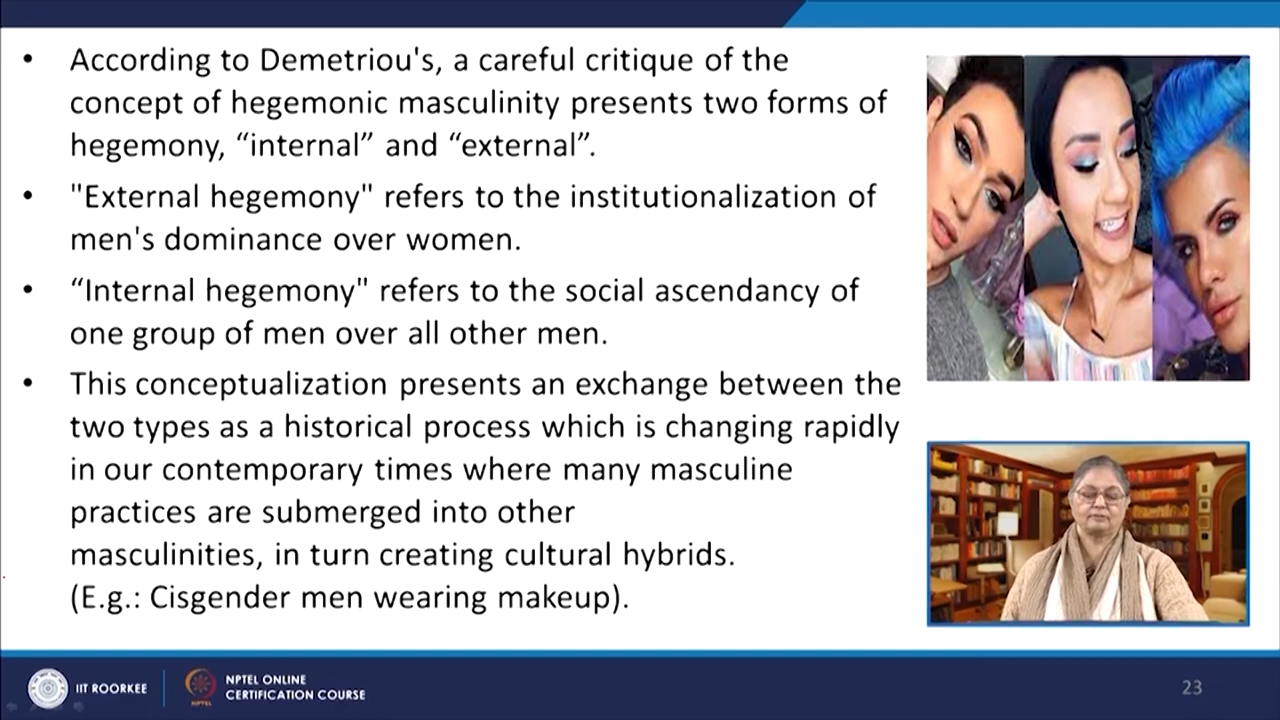 • According to Demetriou's, a careful critique of the
concept of hegemonic masculinity presents two forms of
hegemony, “internal” and “external”.
• "External hegemony" refers to the institutionalization of
men's dominance over women.
• “Internal hegemony" refers to the social ascendancy of
one group of men over all other men.
• This conceptualization presents an exchange between the
two types as a historical process which is changing rapidly
in our contemporary times where many masculine
practices are submerged into other
masculinities, in turn creating cultural hybrids.
(E.g.: Cisgender men wearing makeup).
IIT ROORKEE
NPTEL
NPTEL ONLINE
CERTIFICATION COURSE
23